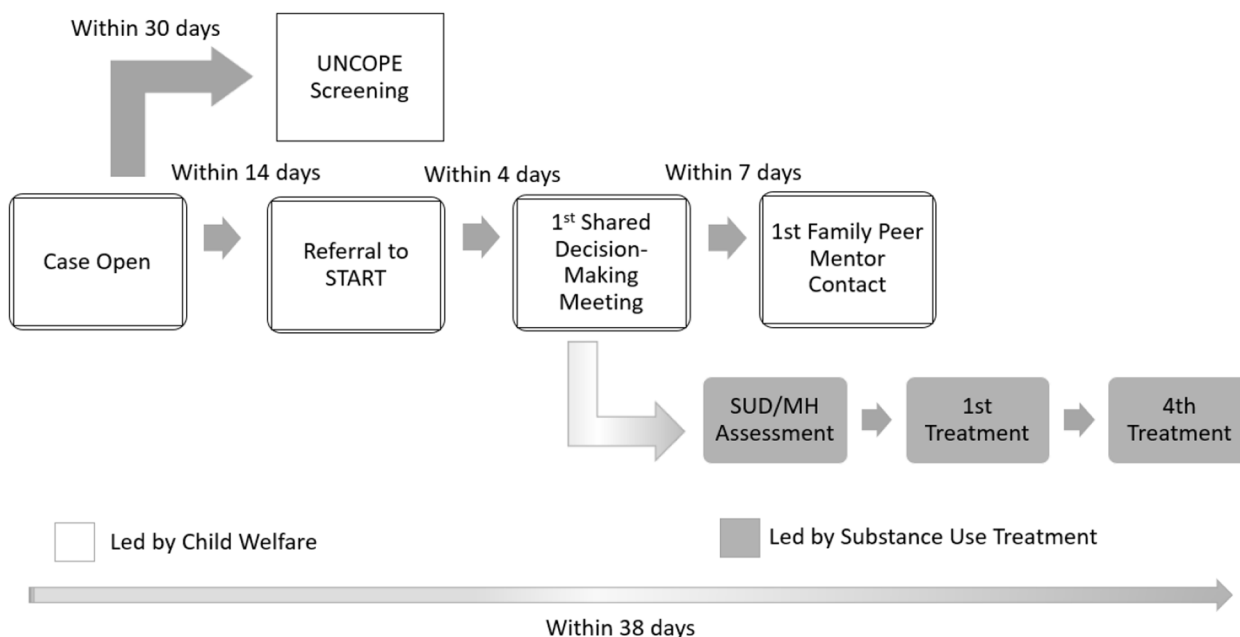 Within 30 days
UNCOPE
Screening
Within 14 days
Within 4 days
Within 7 days
Case Open
Referral to
START
1st Shared
Decision-
Making
Meeting
1st Family Peer
Mentor
Contact
SUD/MH
Assessment
1st
Treatment
4th
Treatment
Led by Child Welfare
Led by Substance Use Treatment
Within 38 days